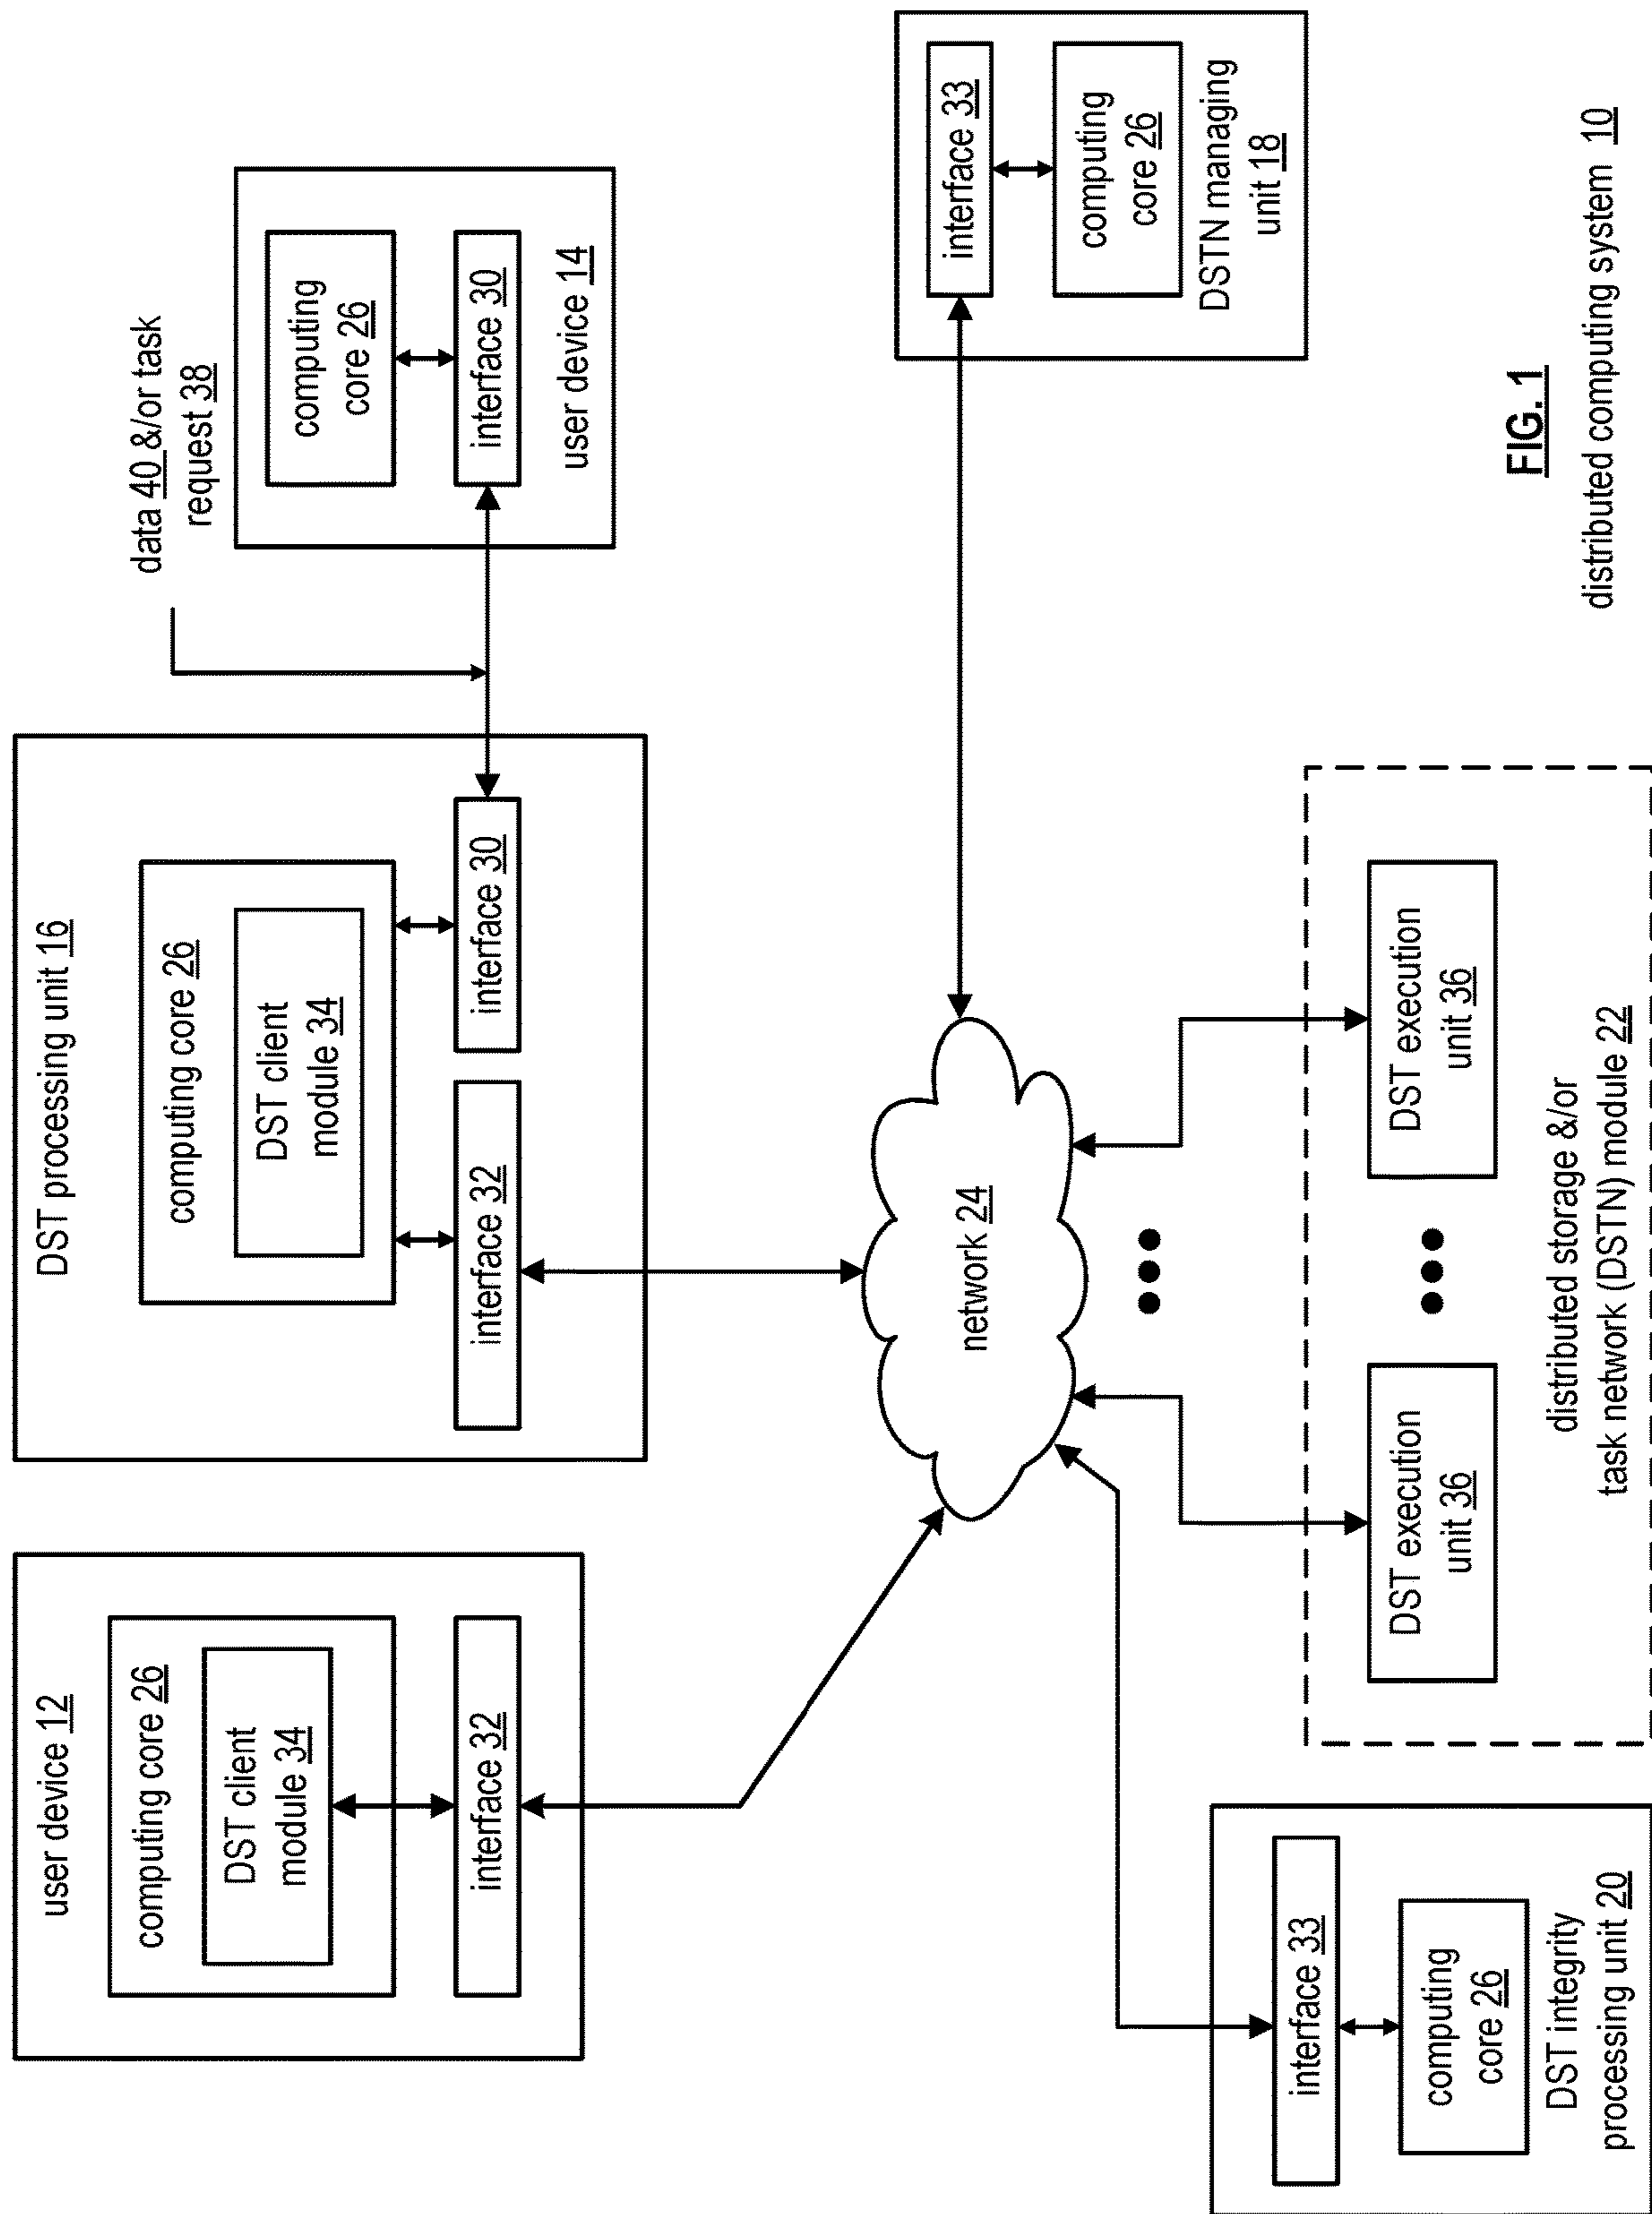 user device 12
computing core 26
DST client
module 34
interface 32
DST processing unit 16
computing core 26
DST client
module 34
interface 32
interface 30
data 40 &/or task
request 38
computing
core 26
interface 30
user device 14
network 24
interface 33
computing
core 26
DSTN managing
unit 18
interface 33
computing
core 26
DST integrity
processing unit 20
DST execution
unit 36
DST execution
unit 36
distributed storage &/or
task network (DSTN) module 22
FIG. 1
distributed computing system 10